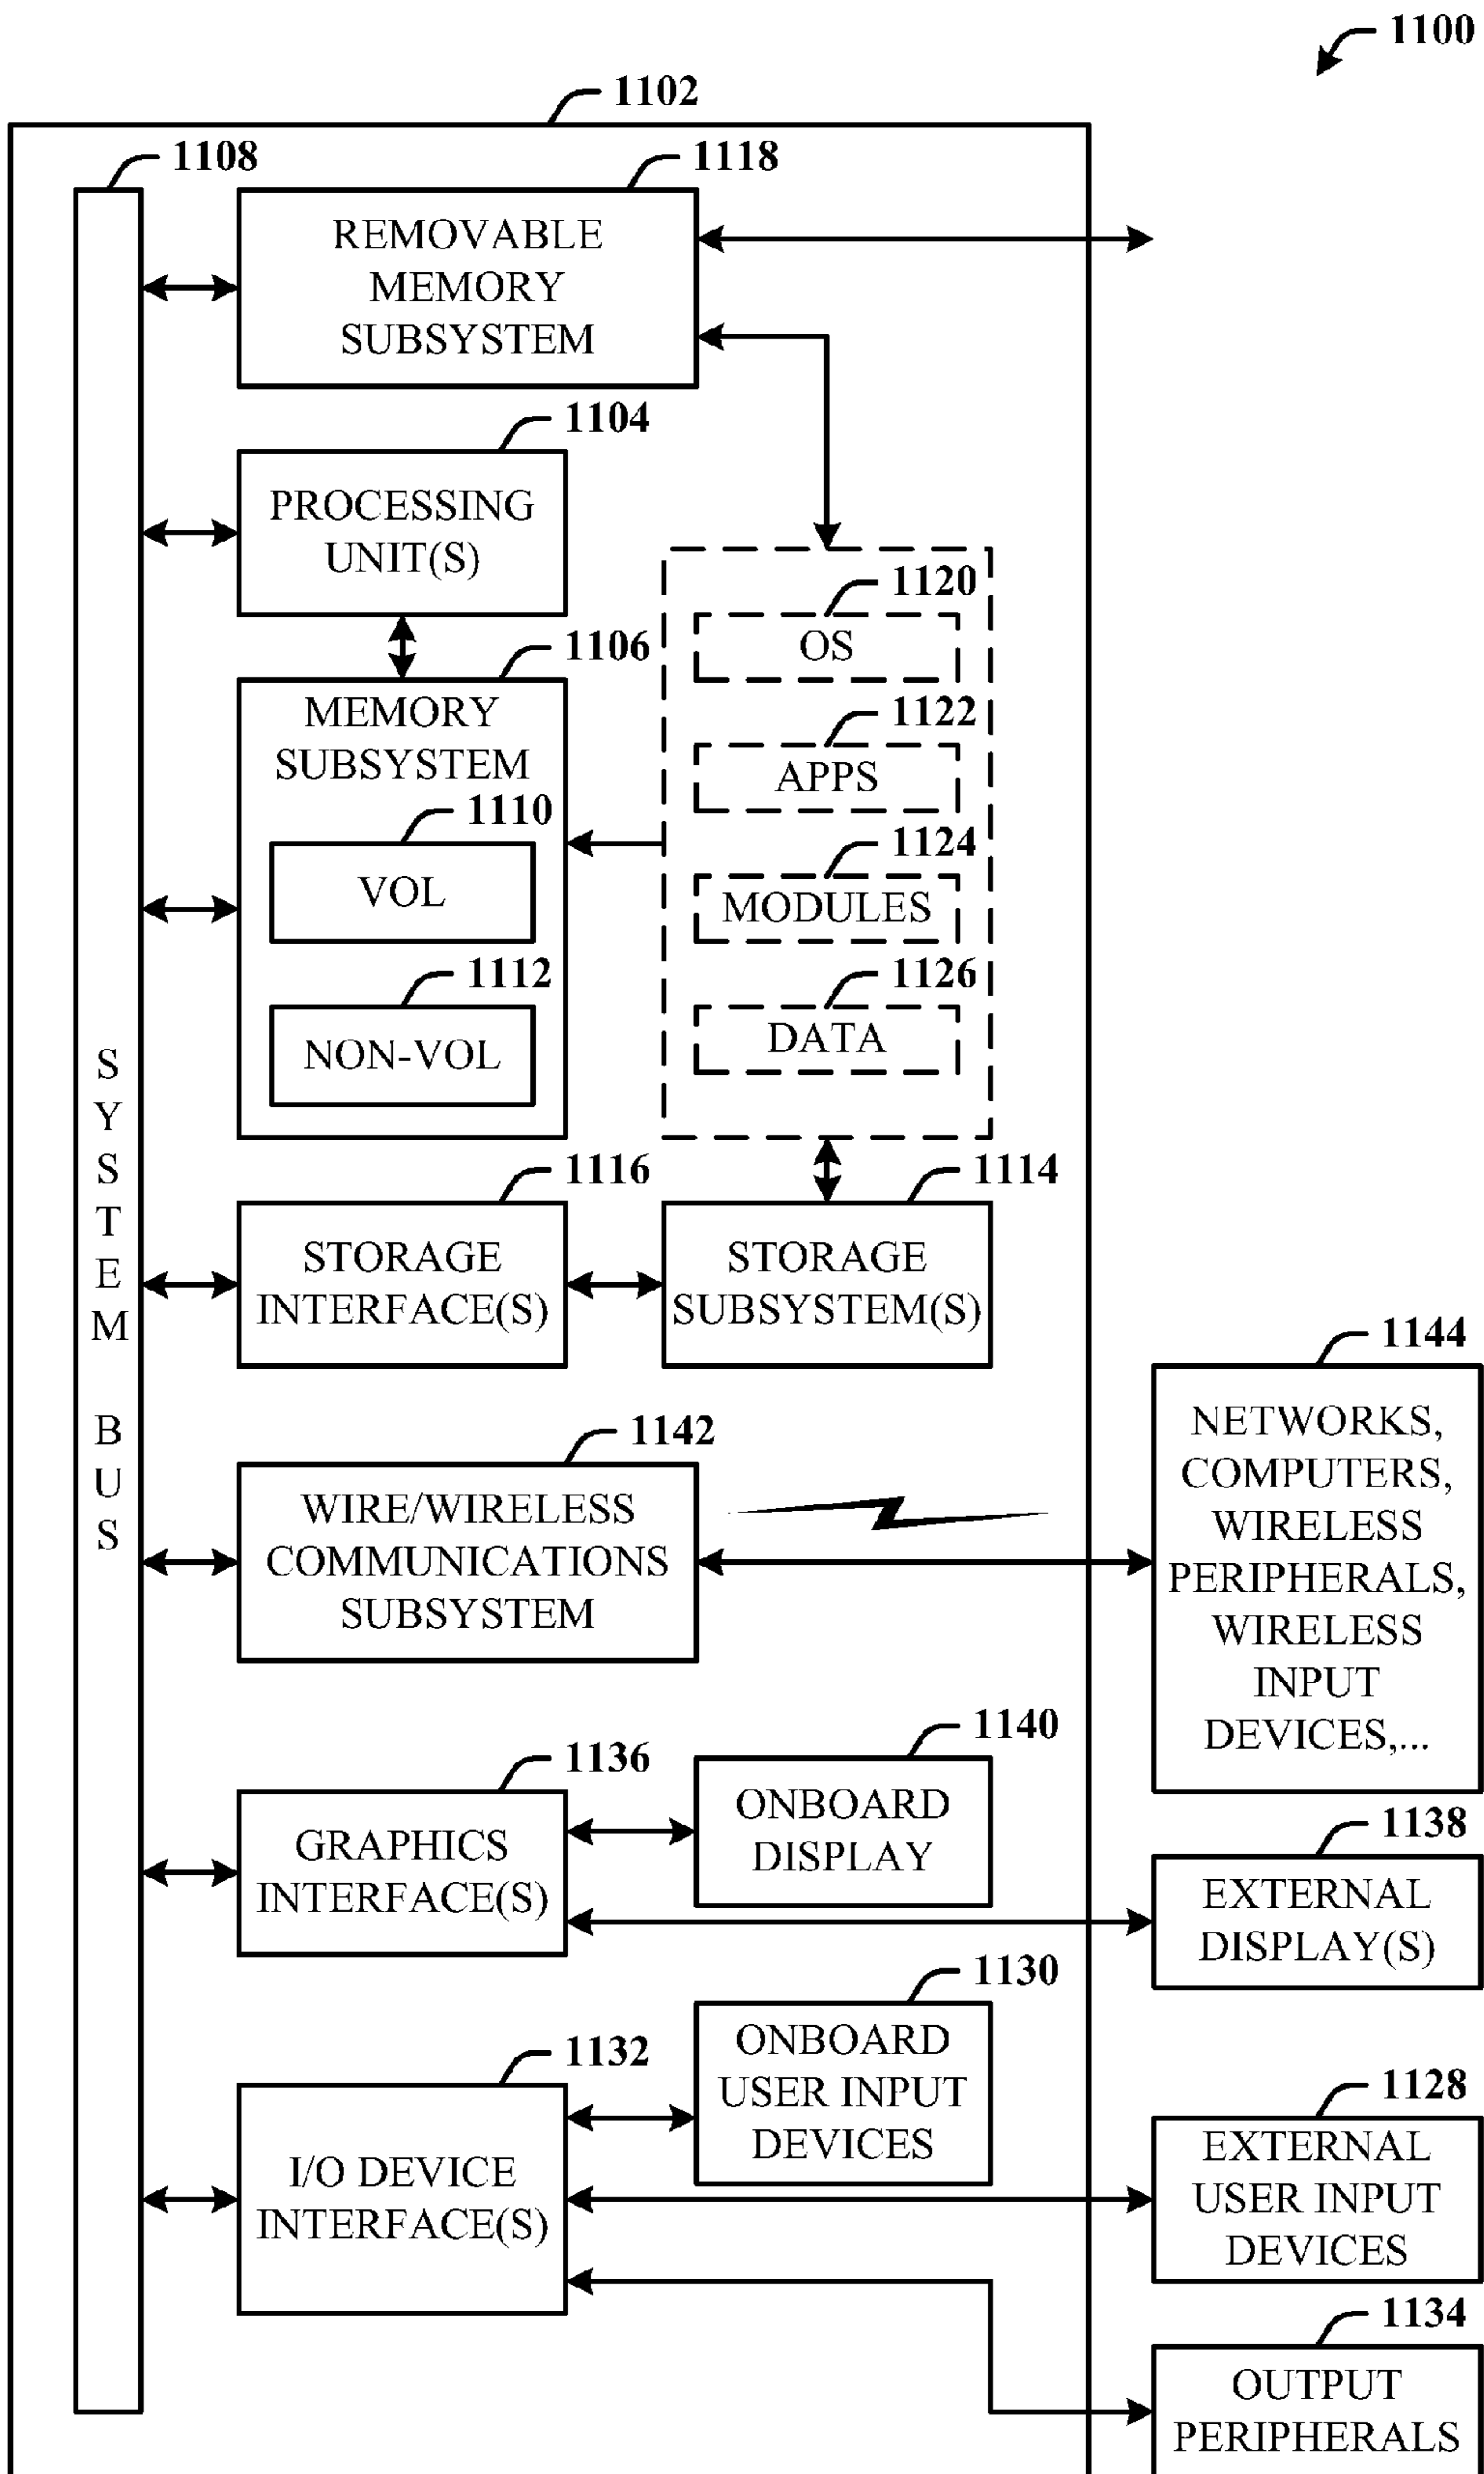 1100
1102
1108
1118
REMOVABLE
MEMORY
SUBSYSTEM
1104
PROCESSING
UNIT(S)
1120
OS
1106
MEMORY
SUBSYSTEM
1122
APPS
1110
VOL
1124
MODULES
1112
NON-VOL
1126
DATA
SYSTEM BUS
1116
STORAGE
INTERFACE(S)
1114
STORAGE
SUBSYSTEM(S)
1144
NETWORKS,
COMPUTERS,
WIRELESS
PERIPHERALS,
WIRELESS
INPUT
DEVICES,...
1142
WIRE/WIRELESS
COMMUNICATIONS
SUBSYSTEM
1140
ONBOARD
DISPLAY
1136
GRAPHICS
INTERFACE(S)
1138
EXTERNAL
DISPLAY(S)
1130
ONBOARD
USER INPUT
DEVICES
1132
I/O DEVICE
INTERFACE(S)
1128
EXTERNAL
USER INPUT
DEVICES
1134
OUTPUT
PERIPHERALS